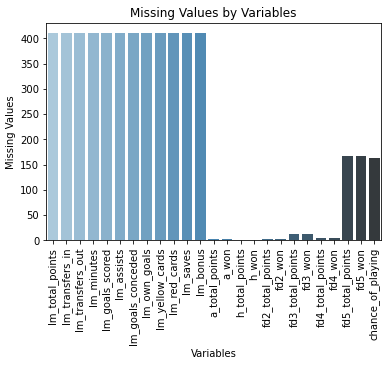 Missing Values by Variables
Missing Values
400
350
300
250
200
150
100
50
0
lm_total_points
lm_transfers_in
lm_transfers_out
lm_minutes
lm_goals_scored
lm_assists
lm_goals_conceded
lm_own_goals
lm_yellow_cards
lm_red_cards
lm_saves
lm_bonus
a_total_points
a_won
h_total_points
h_won
fd2_total_points
fd2_won
fd3_total_points
fd3_won
fd4_total_points
fd4_won
fd5_total_points
fd5_won
chance_of_playing
Variables